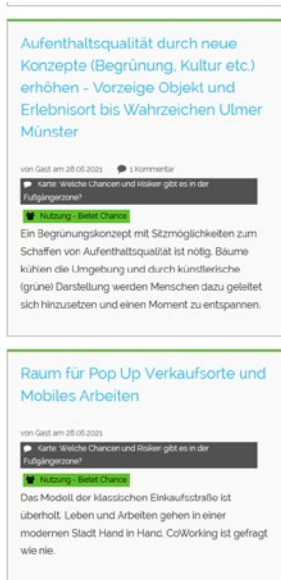 Aufenthaltsqualität durch neue
Konzepte (Begrünung, Kultur etc.)
erhöhen - Vorzeige Objekt und
Erlebnisort bis Wahrzeichen Ulmer
Münster
von Gast am 28.06.2021 1 Kommentar
Karte: Welche Chancen und Risiken gibt es in der
Fußgängerzone?
Nutzung - Bietet Chance
Ein Begrünungskonzept mit Sitzmöglichkeiten zum
Schaffen von Aufenthaltsqualität ist nötig. Bäume
kühlen die Umgebung und durch künstlerische
(grüne) Darstellung werden Menschen dazu geleitet
sich hinzusetzen und einen Moment zu entspannen.
Raum für Pop Up Verkaufsorte und
Mobiles Arbeiten
von Gast am 28.06.2021
Karte: Welche Chancen und Risiken gibt es in der
Fußgängerzone?
Nutzung - Bietet Chance
Das Modell der klassischen Einkaufsstraße ist
überholt. Leben und Arbeiten gehen in einer
modernen Stadt Hand in Hand. CoWorking ist gefragt
wie nie.